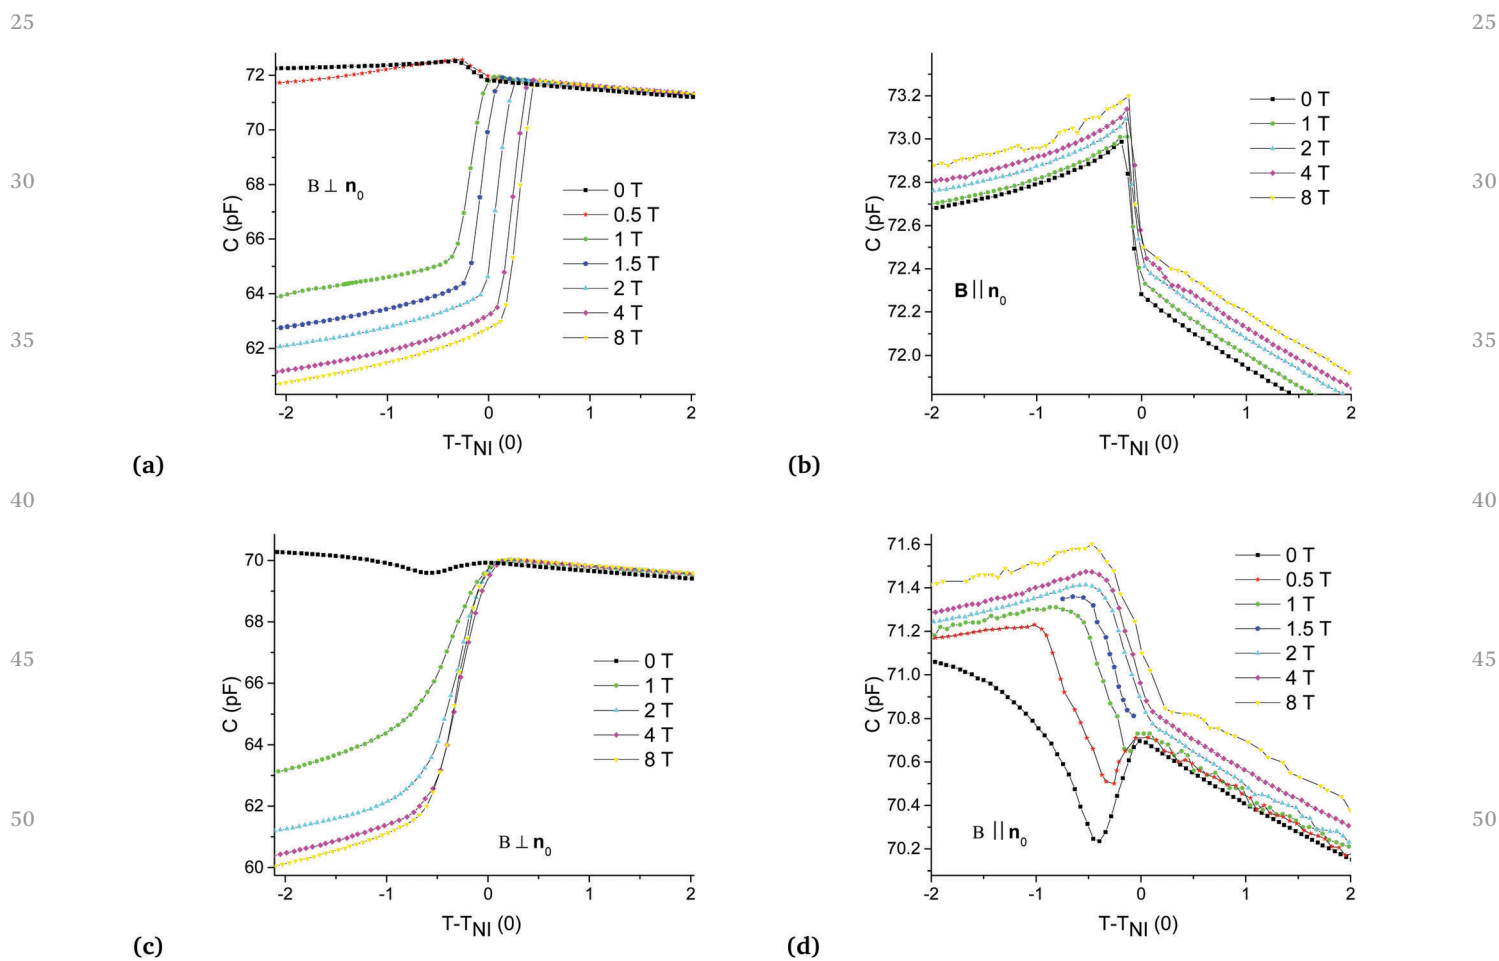 25
25
30
30
35
35
40
40
45
45
50
50
72
70
68
66
64
62
C (pF)
-2 -1 0 1 2
T-TNI (0)
B ⊥ n0
0 T
0.5 T
1 T
1.5 T
2 T
4 T
8 T
(a)
73.2
73.0
72.8
72.6
72.4
72.2
72.0
C (pF)
-2 -1 0 1 2
T-TNI (0)
B || n0
0 T
1 T
2 T
4 T
8 T
(b)
70
68
66
64
62
60
C (pF)
-2 -1 0 1 2
T-TNI (0)
B ⊥ n0
0 T
1 T
2 T
4 T
8 T
(c)
71.6
71.4
71.2
71.0
70.8
70.6
70.4
70.2
C (pF)
-2 -1 0 1 2
T-TNI (0)
B || n0
0 T
0.5 T
1 T
1.5 T
2 T
4 T
8 T
(d)